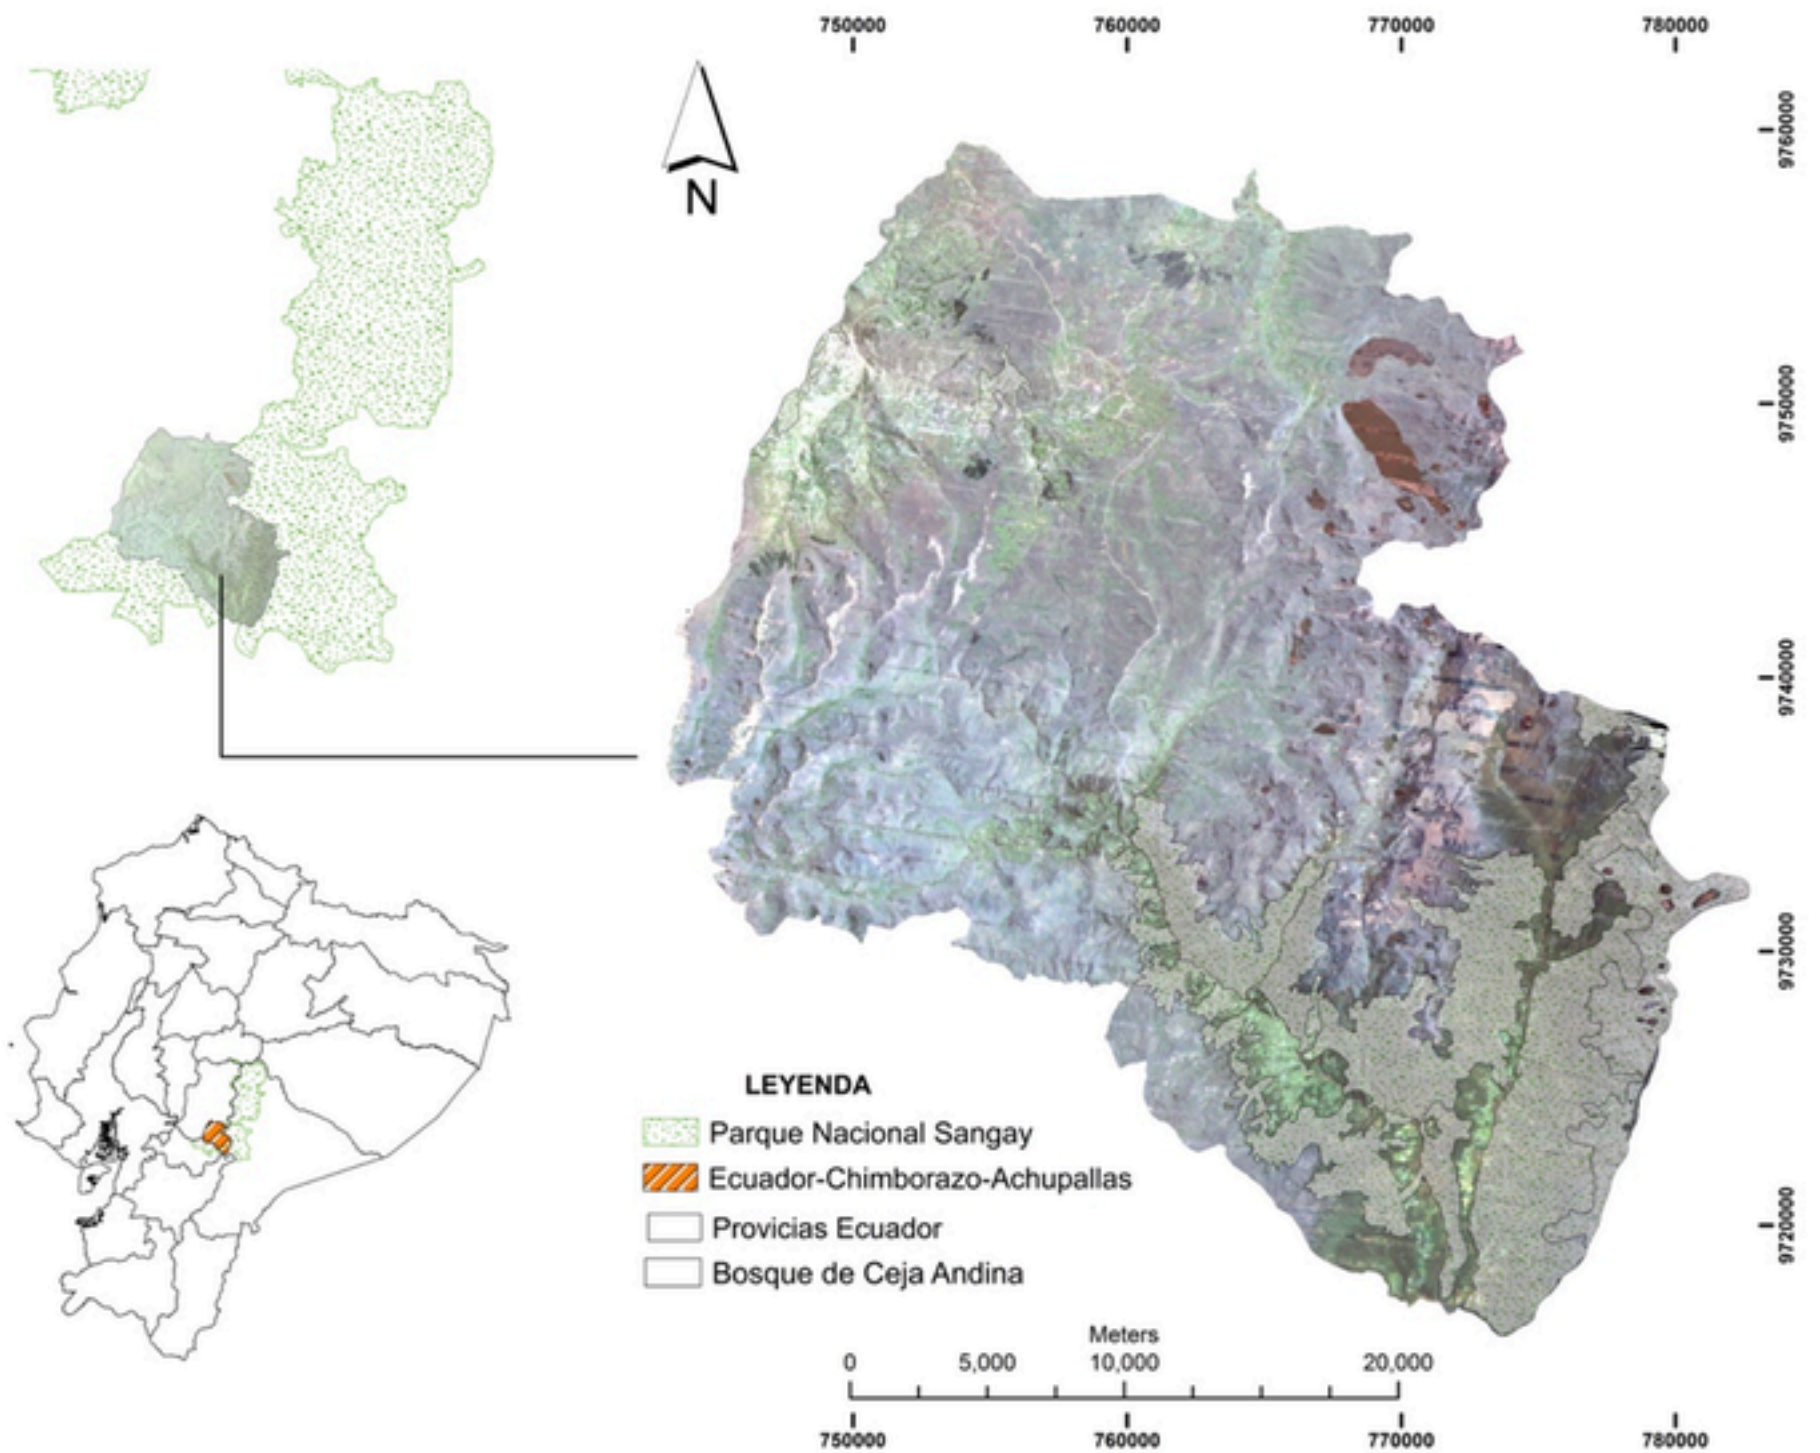 750000 760000 770000 780000
9760000
N
9750000
9740000
9730000
LEYENDA
Parque Nacional Sangay
Ecuador-Chimborazo-Achupallas
Provicias Ecuador
Bosque de Ceja Andina
9720000
Meters
0 5,000 10,000 20,000
750000 760000 770000 780000